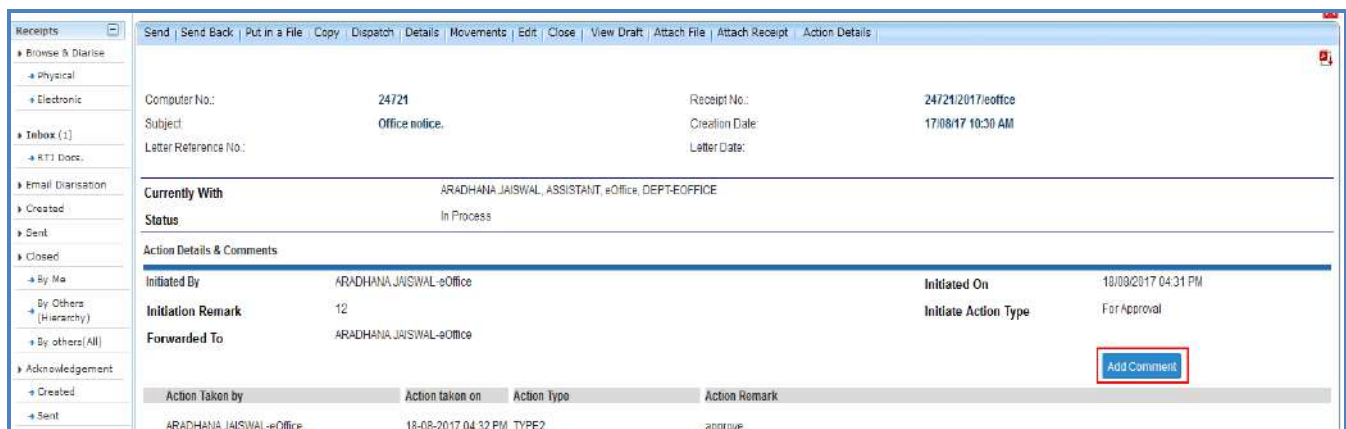 Receipts
Send | Send Back | Put in a File | Copy | Dispatch | Details | Movements | Edit | Close | View Draft | Attach File | Attach Receipt | Action Details |
Browse & Diarise
Physical
Electronic
Inbox (1)
RTI Docs.
Email Diarisation
Created
Sent
Closed
By Me
By Others
(Hierarchy)
By others(All)
Acknowledgement
Created
Sent
Computer No.: 24721 Receipt No.: 24721/2017/eoffce
Subject: Office notice. Creation Date: 17/08/17 10:30 AM
Letter Reference No.: Letter Date:
Currently With ARADHANA JAISWAL, ASSISTANT, eOffice, DEPT-EOFFICE
Status In Process
Action Details & Comments
Initiated By ARADHANA JAISWAL-eOffice Initiated On 18/08/2017 04:31 PM
Initiation Remark 12 Initiate Action Type For Approval
Forwarded To ARADHANA JAISWAL-eOffice
Add Comment
Action Taken by Action taken on Action Type Action Remark
ARADHANA JAISWAL-eOffice 18-08-2017 04:32 PM TYPE2 approve